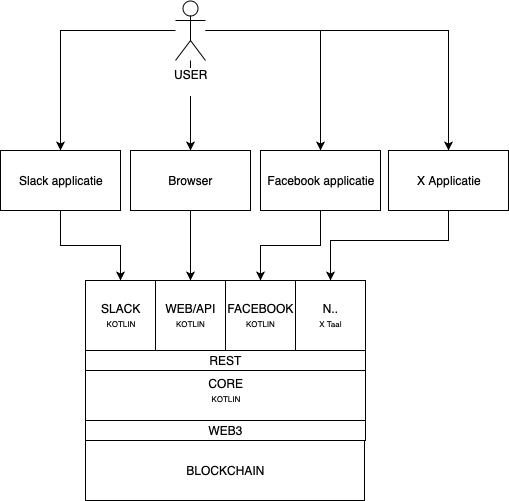 USER
Slack applicatie
Browser
Facebook applicatie
X Applicatie
SLACK
KOTLIN
WEB/API
KOTLIN
FACEBOOK
KOTLIN
N..
X Taal
REST
CORE
KOTLIN
WEB3
BLOCKCHAIN